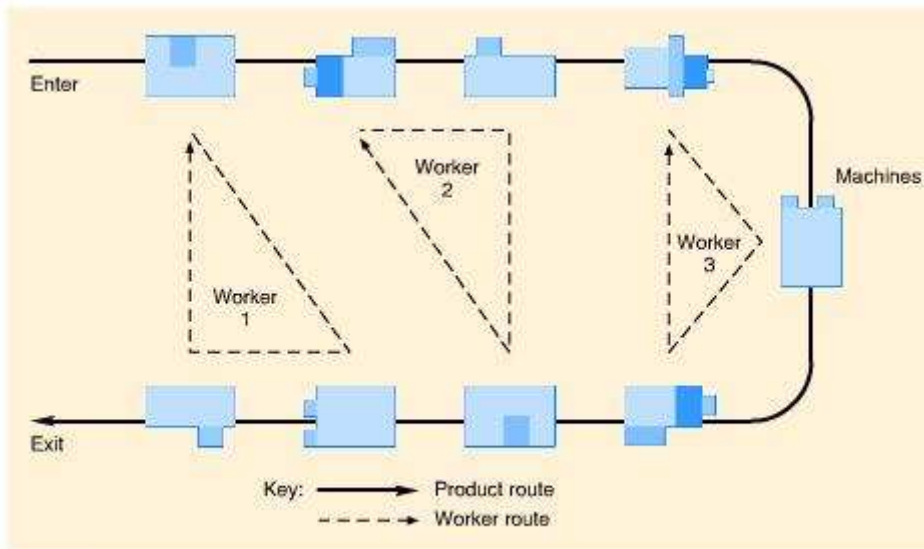 Enter
Worker
2
Machines
Worker
3
Worker
1
Exit
Key:
Product route
Worker route